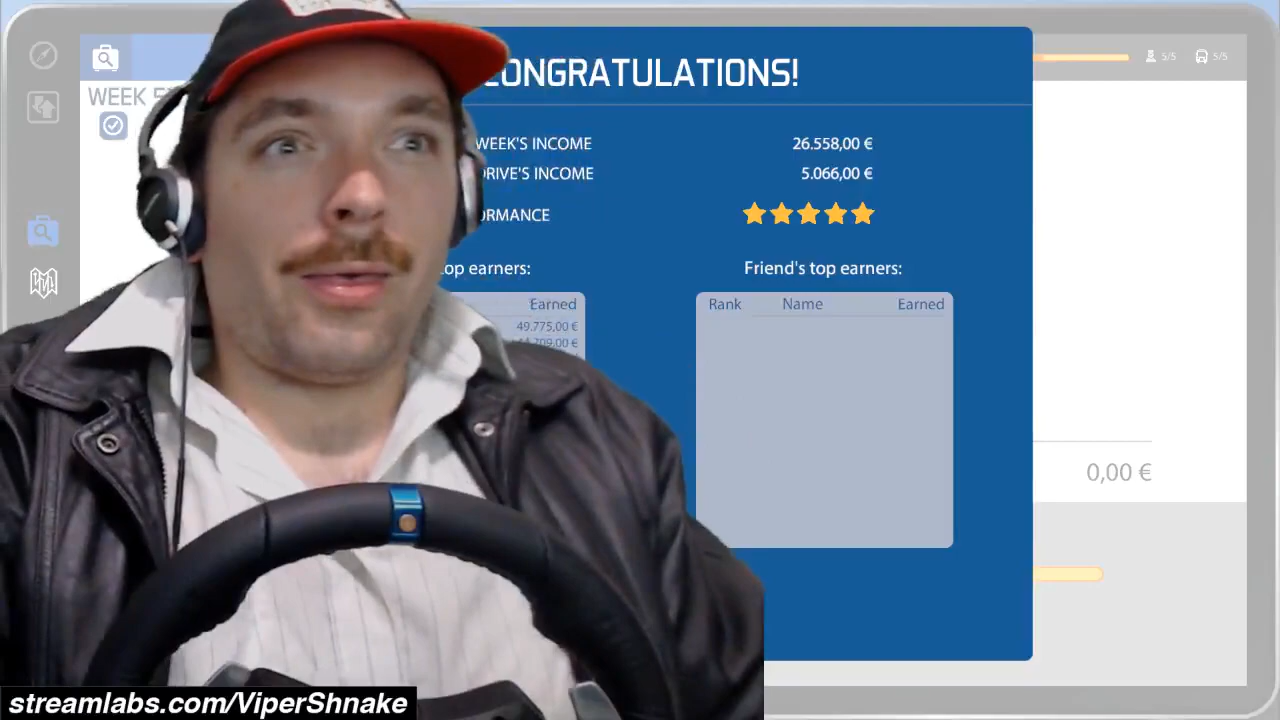 CONGRATULATIONS!
5/5
5/5
WEEK
WEEK'S INCOME
26.558,00 €
DRIVE'S INCOME
5.066,00 €
ORMANCE
top earners:
Friend's top earners:
Earned
Rank Name Earned
49.775,00 €
0,00 €
streamlabs.com/ViperShnake